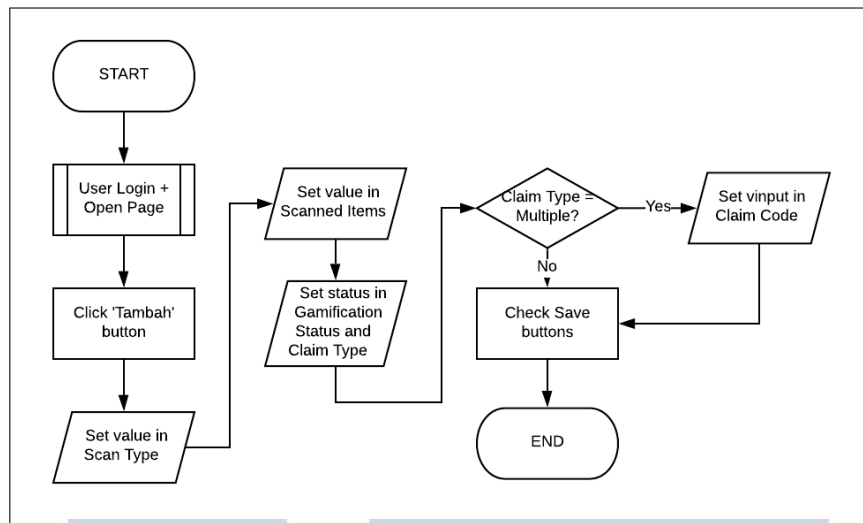 START
User Login +
Open Page
Click 'Tambah'
button
Set value in
Scan Type
Set value in
Scanned Items
Set status in
Gamification
Status and
Claim Type
Claim Type =
Multiple?
Yes
Set vinput in
Claim Code
No
Check Save
buttons
END